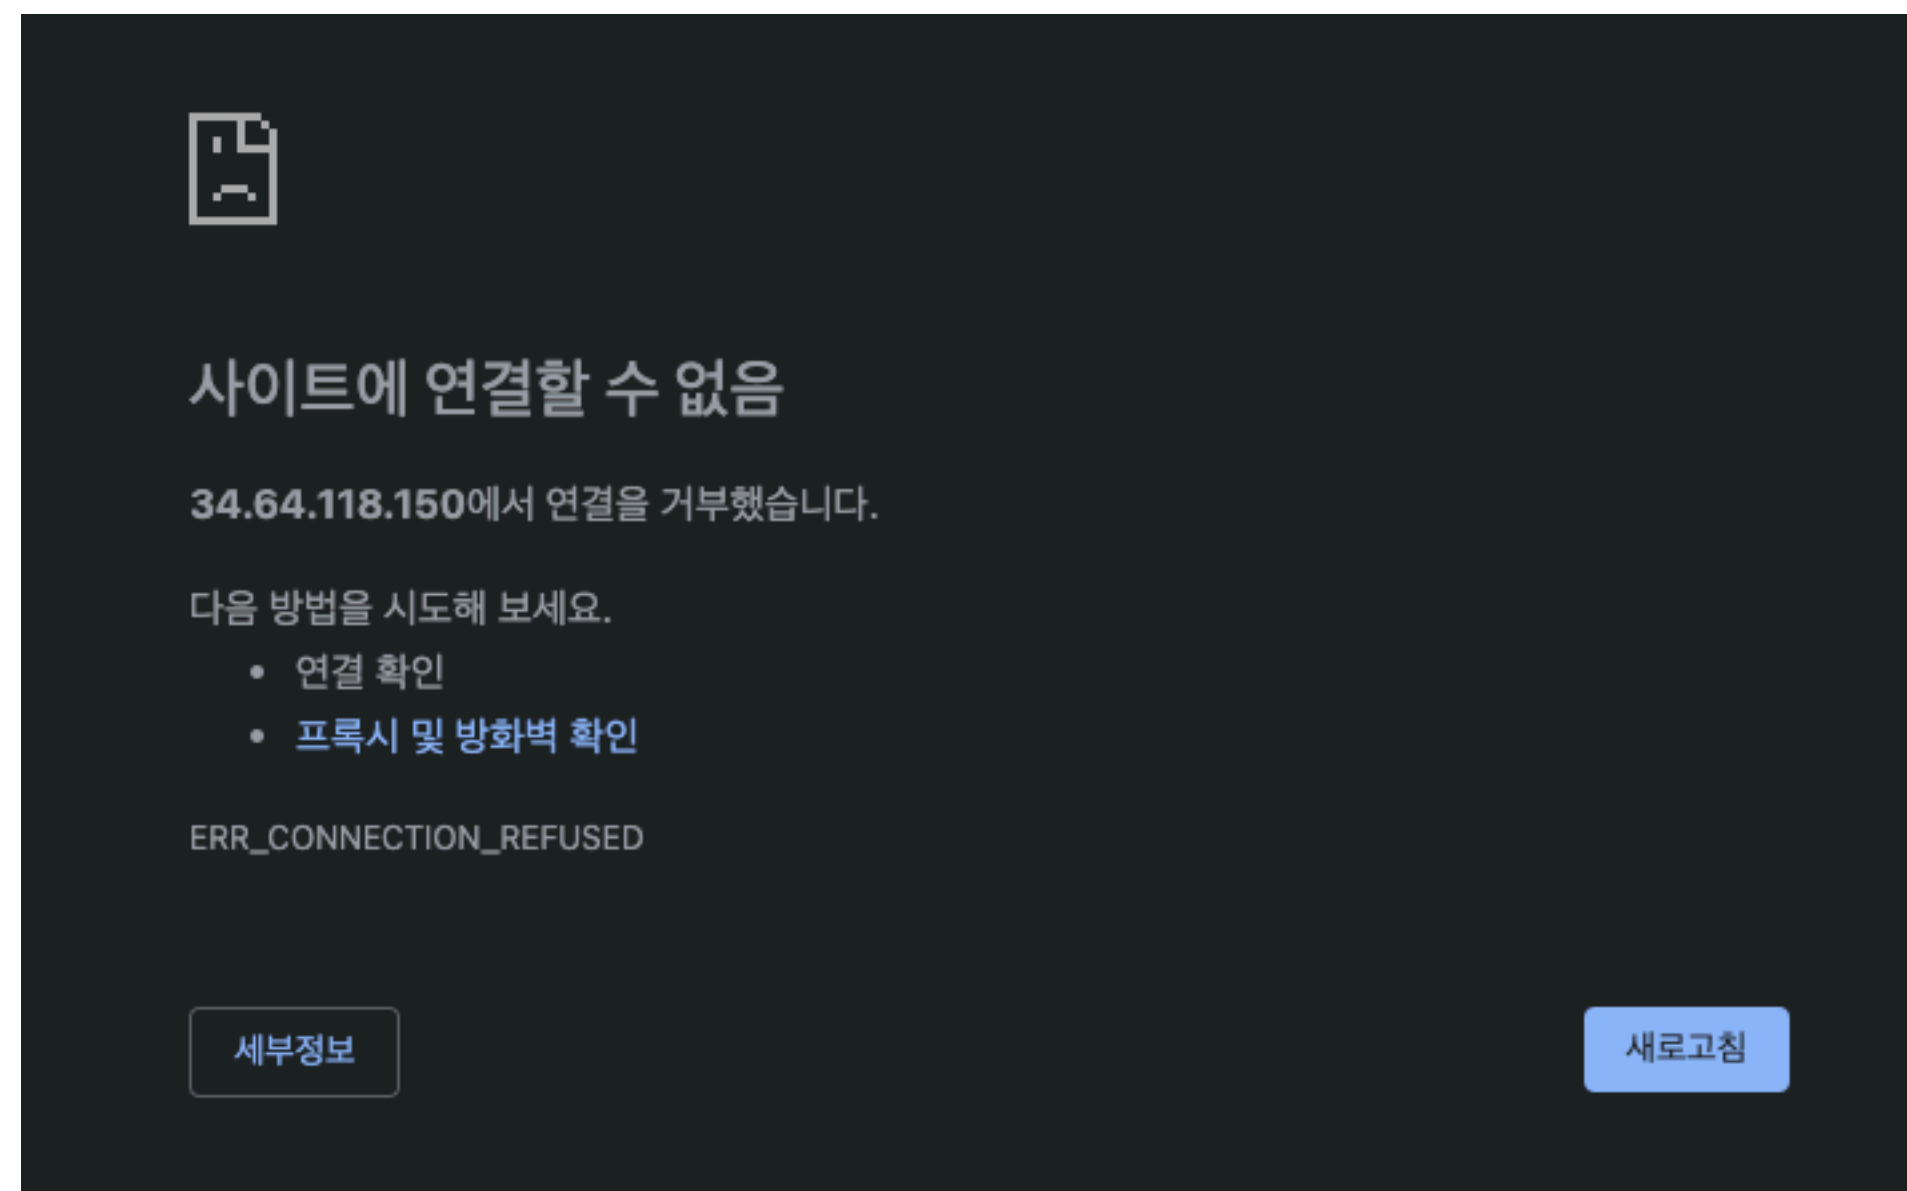 사이트에 연결할 수 없음
34.64.118.150에서 연결을 거부했습니다.
다음 방법을 시도해 보세요.
• 연결 확인
• 프록시 및 방화벽 확인
ERR_CONNECTION_REFUSED
세부정보
새로고침